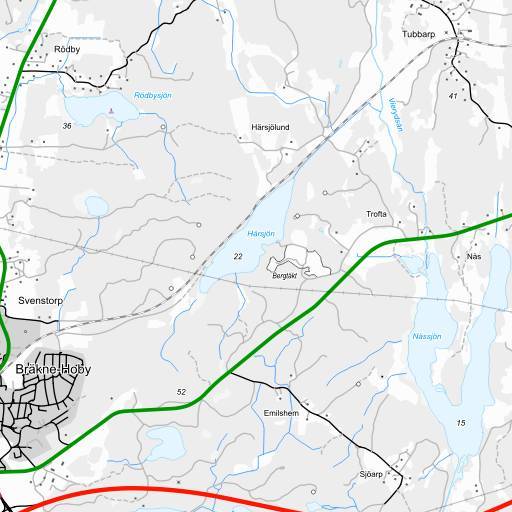 Tubbarp
Rödby
Rödbysjön
41
Vierydsån
36
Härsjölund
Trofta
Härsjön
22
Näs
Bergtäkt
Svenstorp
Nässjön
Bräkne-Hoby
52
Emilshem
15
Sjöarp